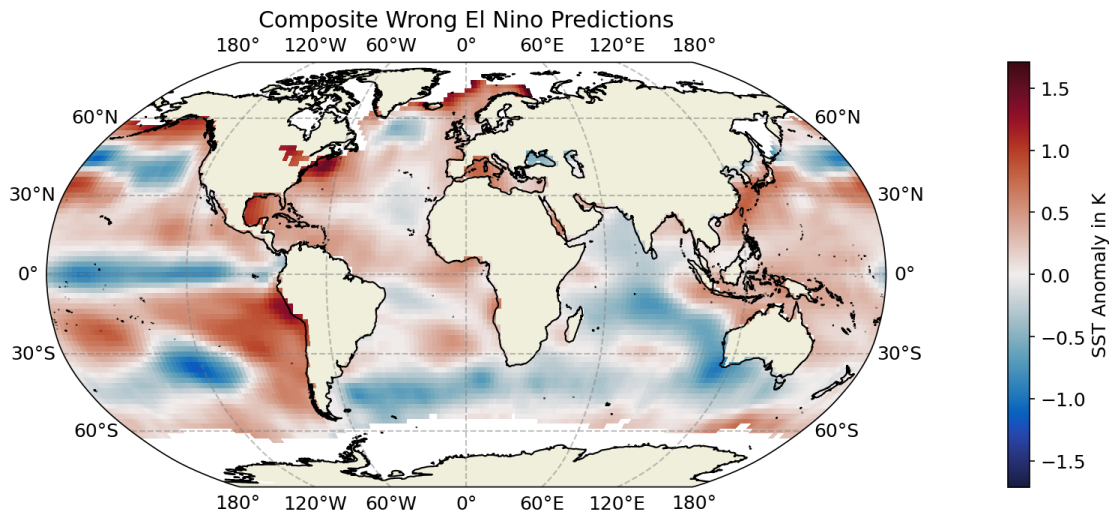 Composite Wrong El Nino Predictions
180° 120°W 60°W 0° 60°E 120°E 180°
60°N 60°N
30°N 30°N
0° 0°
30°S 30°S
60°S 60°S
180° 120°W 60°W 0° 60°E 120°E 180°
1.5
1.0
0.5
0.0
−0.5
−1.0
−1.5
SST Anomaly in K